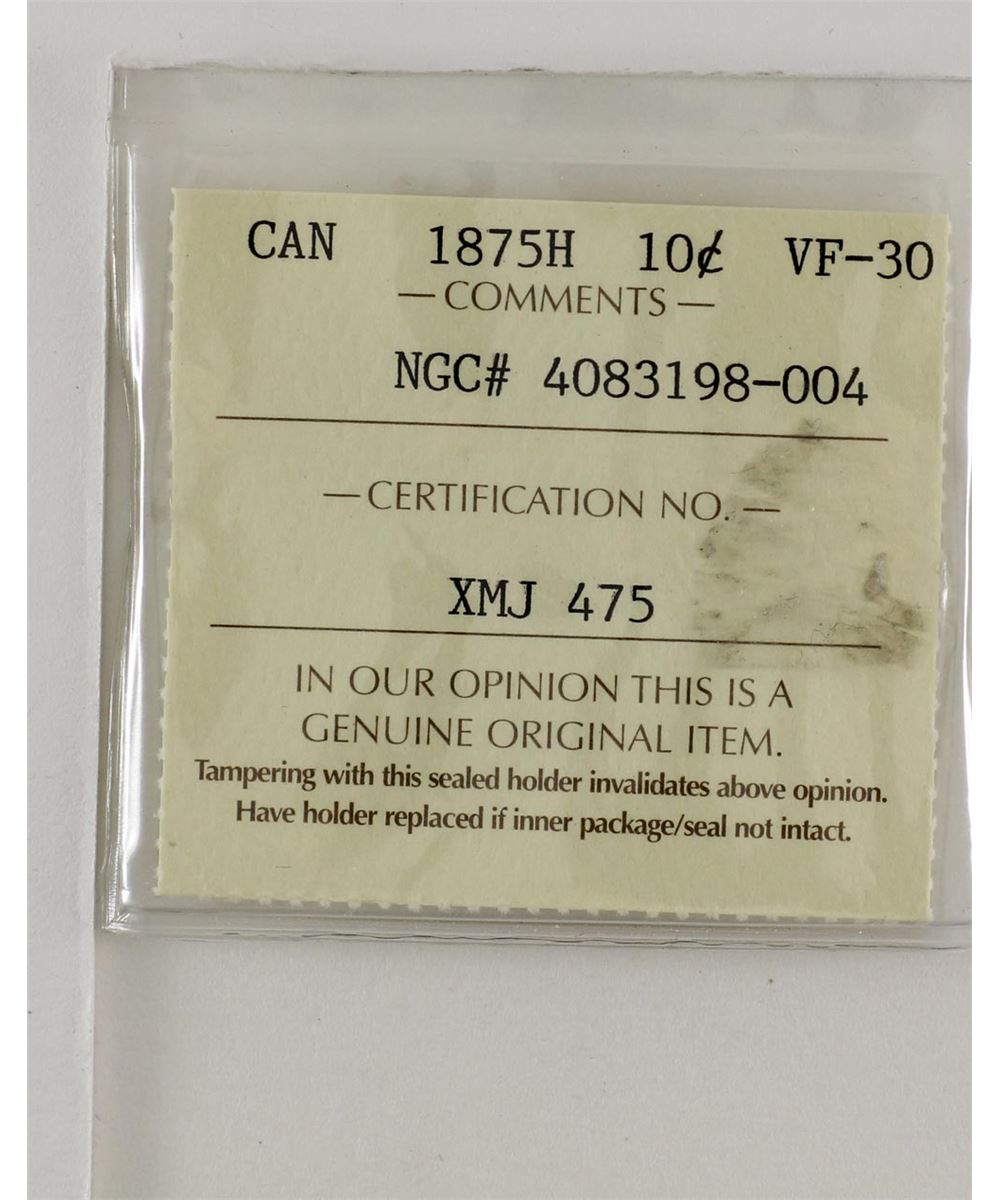 CAN 1875H 10¢ VF-30
—COMMENTS—
NGC# 4083198-004
—CERTIFICATION NO.—
XMJ 475
IN OUR OPINION THIS IS A
GENUINE ORIGINAL ITEM.
Tampering with this sealed holder invalidates above opinion.
Have holder replaced if inner package/seal not intact.